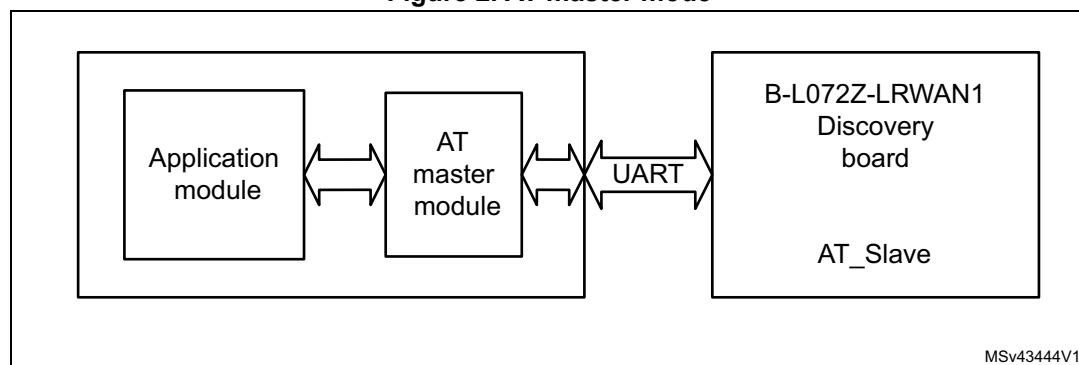 Application
module
AT
master
module
UART
B-L072Z-LRWAN1
Discovery
board
AT_Slave
MSv43444V1